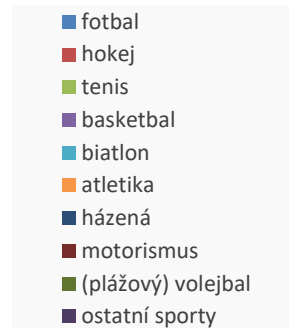 fotbal
hokej
tenis
basketbal
biatlon
atletika
házená
motorismus
(plážový) volejbal
ostatní sporty